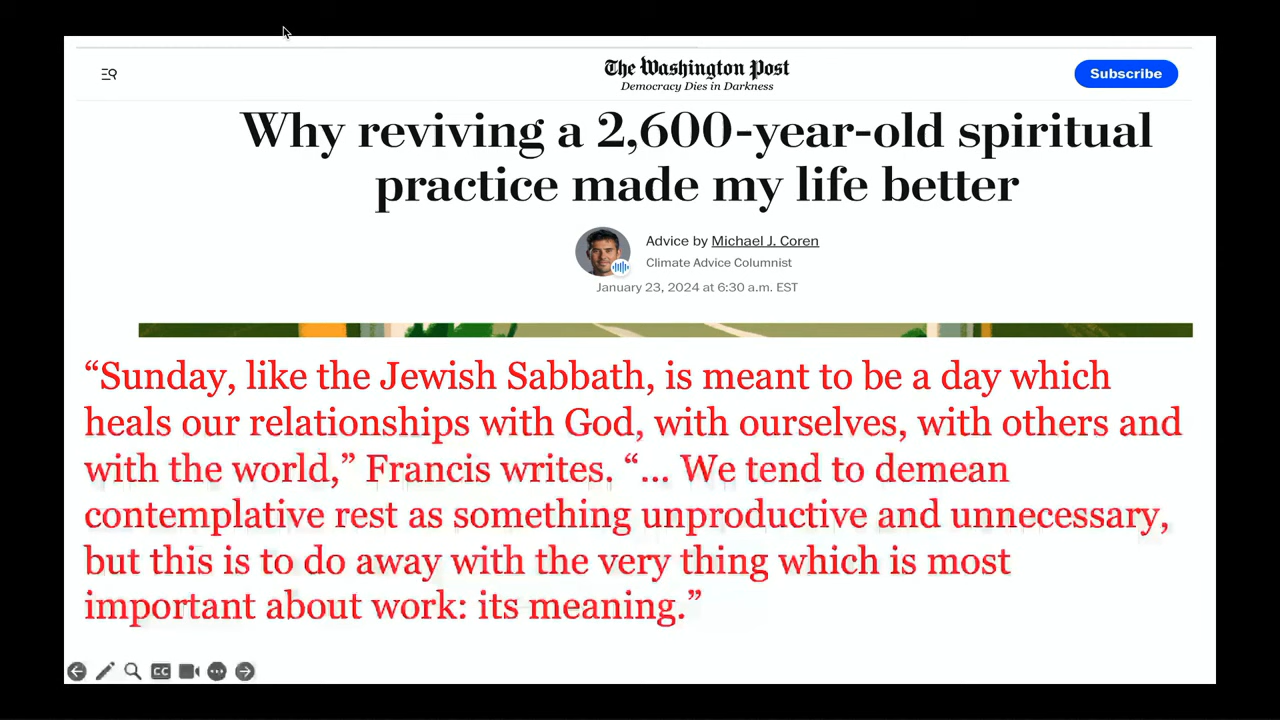 The Washington Post
Democracy Dies in Darkness
Subscribe
Why reviving a 2,600-year-old spiritual
practice made my life better
Advice by Michael J. Coren
Climate Advice Columnist
January 23, 2024 at 6:30 a.m. EST
“Sunday, like the Jewish Sabbath, is meant to be a day which
heals our relationships with God, with ourselves, with others and
with the world,” Francis writes. “... We tend to demean
contemplative rest as something unproductive and unnecessary,
but this is to do away with the very thing which is most
important about work: its meaning.”
CC